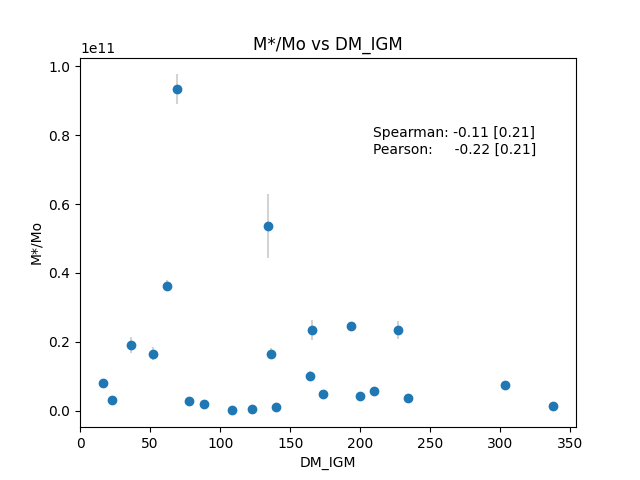 M*/Mo vs DM_IGM
1e11
1.0
0.8
0.6
0.4
0.2
0.0
M*/Mo
Spearman: -0.11 [0.21]
Pearson: -0.22 [0.21]
0 50 100 150 200 250 300 350
DM_IGM